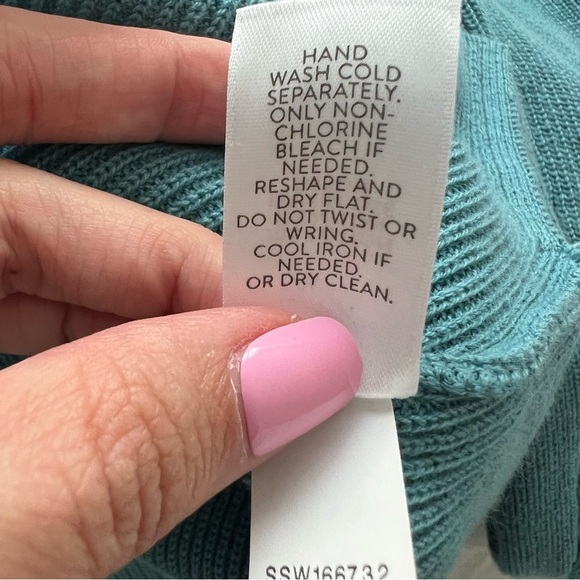 HAND
WASH COLD
SEPARATELY.
ONLY NON-
CHLORINE
BLEACH IF
NEEDED.
RESHAPE AND
DRY FLAT.
DO NOT TWIST OR
WRING.
COOL IRON IF
NEEDED.
OR DRY CLEAN.
SSW166732